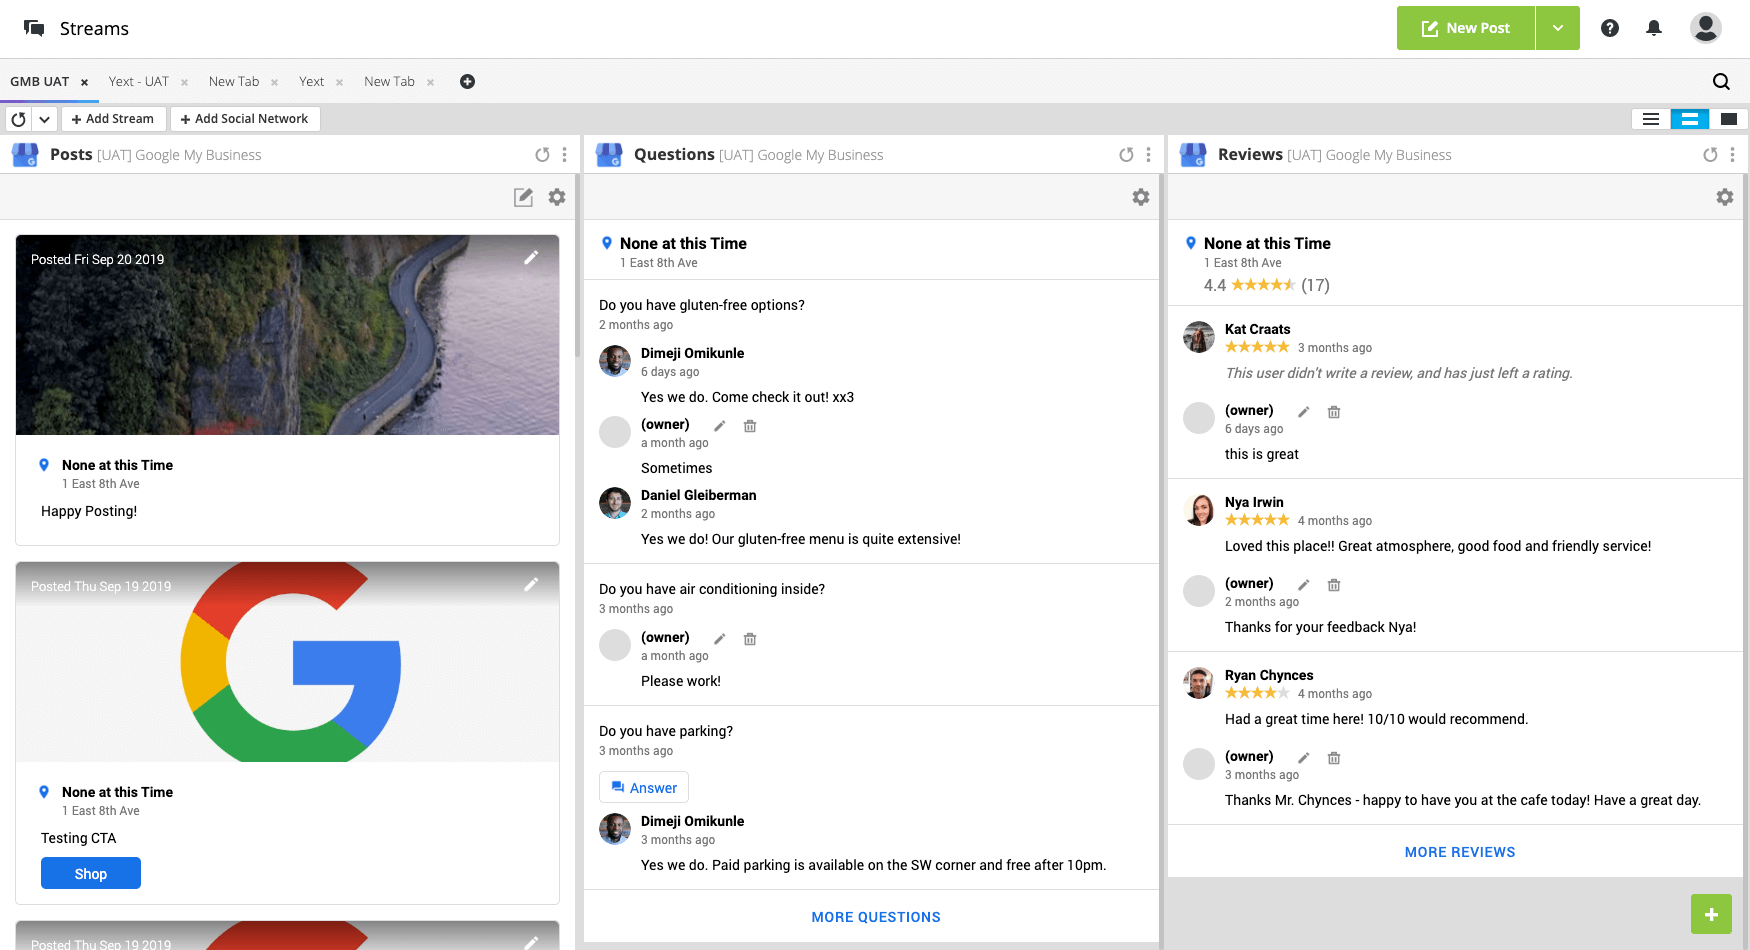 Streams
New Post
GMB UAT
Yext - UAT
New Tab
Yext
New Tab
+ Add Stream
+ Add Social Network
Posts [UAT] Google My Business
Posted Fri Sep 20 2019
None at this Time
1 East 8th Ave
Happy Posting!
Posted Thu Sep 19 2019
None at this Time
1 East 8th Ave
Testing CTA
Shop
Posted Thu Sep 19 2019
Questions [UAT] Google My Business
None at this Time
1 East 8th Ave
Do you have gluten-free options?
2 months ago
Dimeji Omikunle
6 days ago
Yes we do. Come check it out! xx3
(owner)
a month ago
Sometimes
Daniel Gleiberman
2 months ago
Yes we do! Our gluten-free menu is quite extensive!
Do you have air conditioning inside?
3 months ago
(owner)
a month ago
Please work!
Do you have parking?
3 months ago
Answer
Dimeji Omikunle
3 months ago
Yes we do. Paid parking is available on the SW corner and free after 10pm.
MORE QUESTIONS
Reviews [UAT] Google My Business
None at this Time
1 East 8th Ave
4.4 (17)
Kat Craats
3 months ago
This user didn't write a review, and has just left a rating.
(owner)
6 days ago
this is great
Nya Irwin
4 months ago
Loved this place!! Great atmosphere, good food and friendly service!
(owner)
2 months ago
Thanks for your feedback Nya!
Ryan Chynces
4 months ago
Had a great time here! 10/10 would recommend.
(owner)
3 months ago
Thanks Mr. Chynces - happy to have you at the cafe today! Have a great day.
MORE REVIEWS